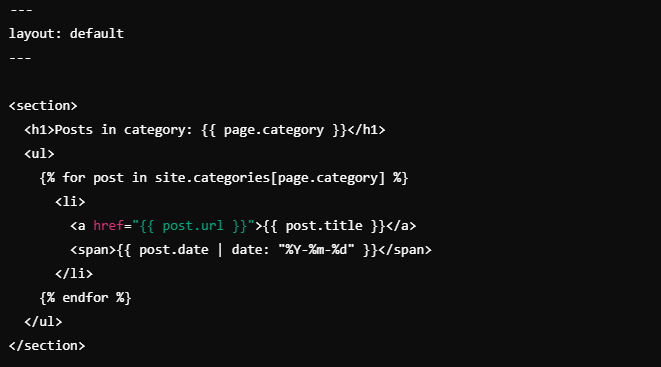 ---
layout: default
---
<section>
<h1>Posts in category: {{ page.category }}</h1>
<ul>
{% for post in site.categories[page.category] %}
<li>
<a href="{{ post.url }}">{{ post.title }}</a>
<span>{{ post.date | date: "%Y-%m-%d" }}</span>
</li>
{% endfor %}
</ul>
</section>